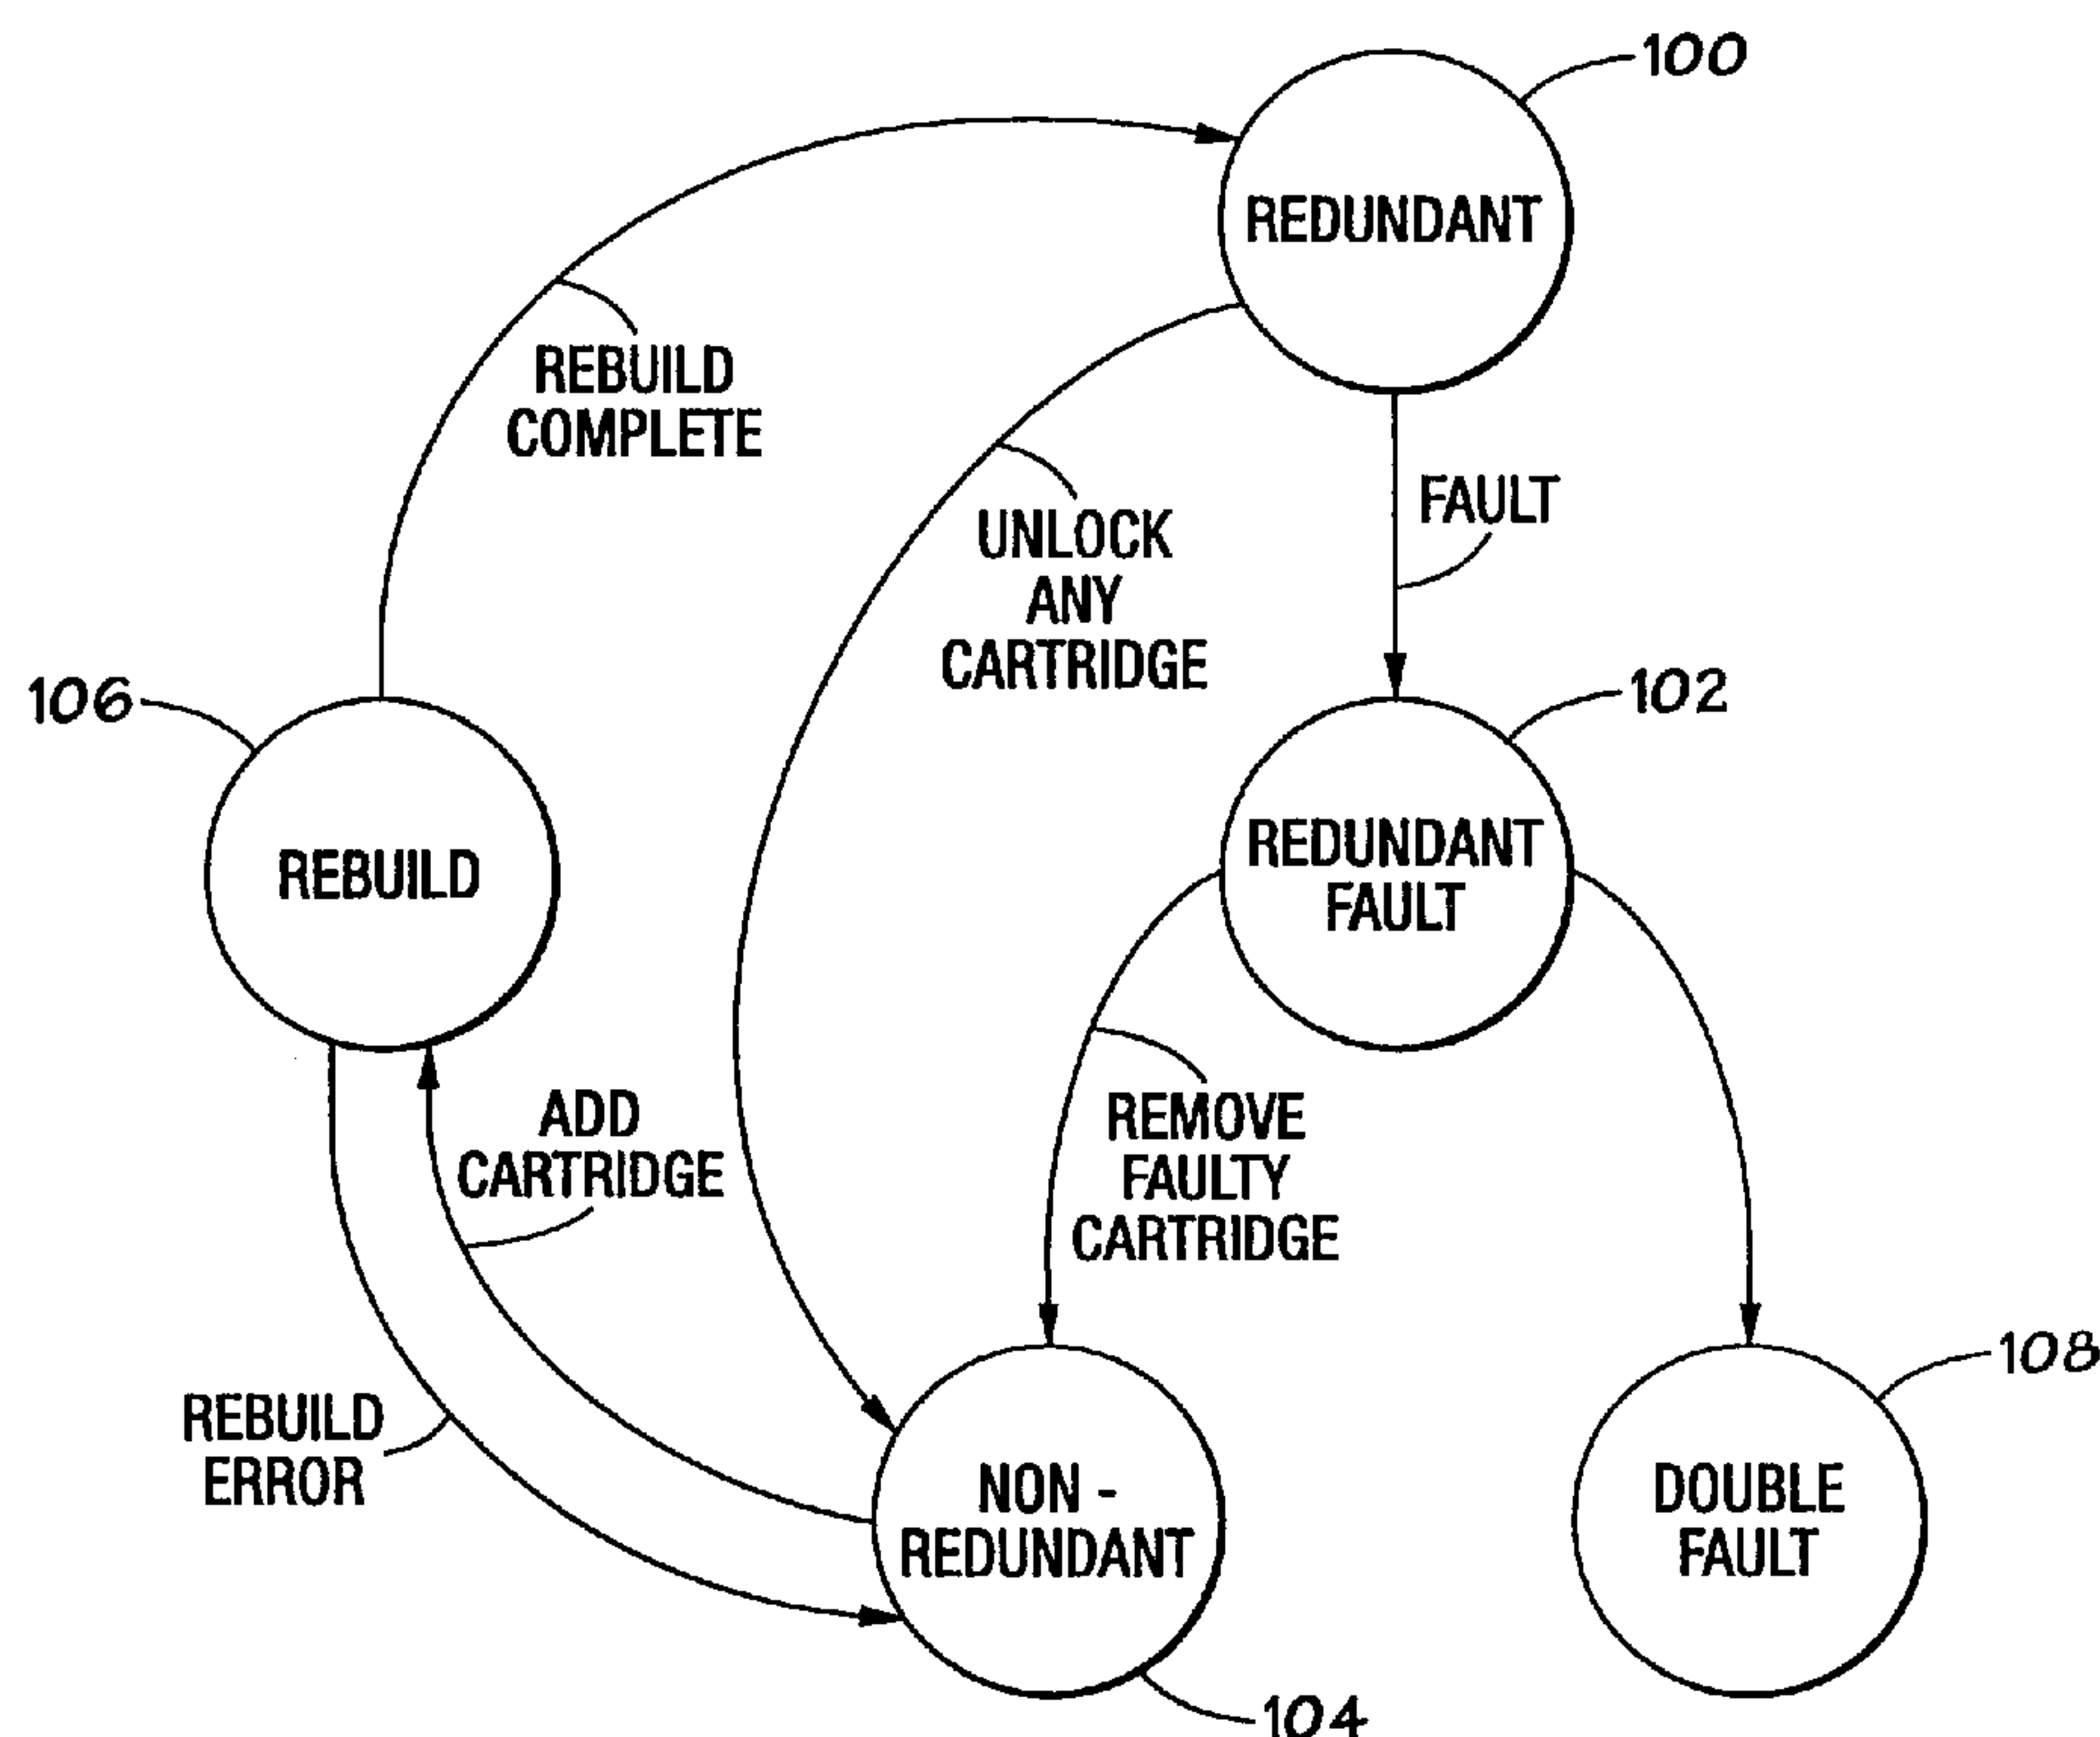 100
REDUNDANT
REBUILD
COMPLETE
UNLOCK
ANY
CARTRIDGE
FAULT
106
102
REBUILD
REDUNDANT
FAULT
ADD
CARTRIDGE
REMOVE
FAULTY
CARTRIDGE
108
REBUILD
ERROR
NON -
REDUNDANT
DOUBLE
FAULT
104